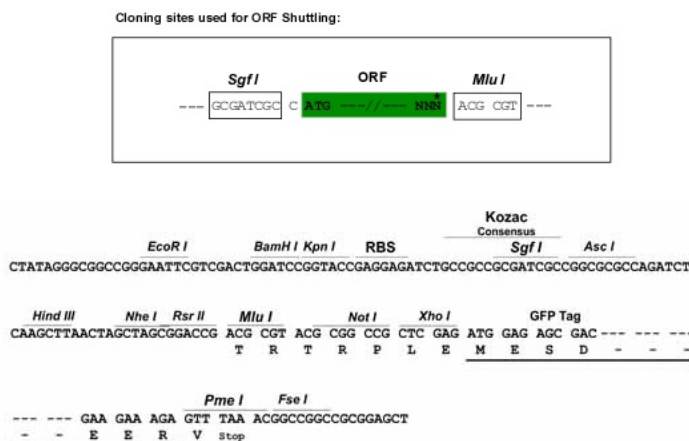 Cloning sites used for ORF Shuttling:
Sgf I ORF Mlu I
--- GCGATCGC C ATG ---//--- NNN* ACG CGT ---
Kozac
Consensus
EcoR I BamH I Kpn I RBS Sgf I Asc I
CTATAGGGCGGCCGGGAATTCGTCGACTGGATCCGGTACCGAGGAGATCTGCCGCCGCGATCGCCGGCGCGCCAGATCT
Hind III Nhe I Rsr II Mlu I Not I Xho I GFP Tag
CAAGCTTAACTAGCTAGCGGACCG ACG CGT ACG CGG CCG CTC GAG ATG GAG AGC GAC --- --- ---
T R T R P L E M E S D - - -
Pme I Fse I
--- --- GAA GAA AGA GTT TAA ACGGCCGGCCGCGGAGCT
- - E E R V Stop